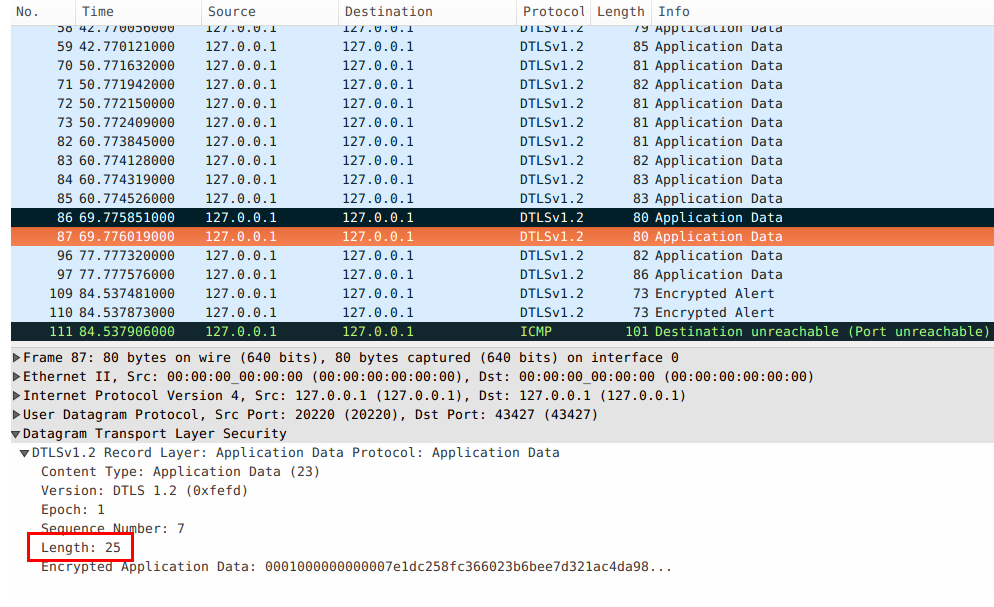 No. Time Source Destination Protocol Length Info
58 42.770056000 127.0.0.1 127.0.0.1 DTLSv1.2 79 Application Data
59 42.770121000 127.0.0.1 127.0.0.1 DTLSv1.2 85 Application Data
70 50.771632000 127.0.0.1 127.0.0.1 DTLSv1.2 81 Application Data
71 50.771942000 127.0.0.1 127.0.0.1 DTLSv1.2 82 Application Data
72 50.772150000 127.0.0.1 127.0.0.1 DTLSv1.2 81 Application Data
73 50.772409000 127.0.0.1 127.0.0.1 DTLSv1.2 81 Application Data
82 60.773845000 127.0.0.1 127.0.0.1 DTLSv1.2 81 Application Data
83 60.774128000 127.0.0.1 127.0.0.1 DTLSv1.2 82 Application Data
84 60.774319000 127.0.0.1 127.0.0.1 DTLSv1.2 83 Application Data
85 60.774526000 127.0.0.1 127.0.0.1 DTLSv1.2 83 Application Data
86 69.775851000 127.0.0.1 127.0.0.1 DTLSv1.2 80 Application Data
87 69.776019000 127.0.0.1 127.0.0.1 DTLSv1.2 80 Application Data
96 77.777320000 127.0.0.1 127.0.0.1 DTLSv1.2 82 Application Data
97 77.777576000 127.0.0.1 127.0.0.1 DTLSv1.2 86 Application Data
109 84.537481000 127.0.0.1 127.0.0.1 DTLSv1.2 73 Encrypted Alert
110 84.537873000 127.0.0.1 127.0.0.1 DTLSv1.2 73 Encrypted Alert
111 84.537906000 127.0.0.1 127.0.0.1 ICMP 101 Destination unreachable (Port unreachable)
Frame 87: 80 bytes on wire (640 bits), 80 bytes captured (640 bits) on interface 0
Ethernet II, Src: 00:00:00_00:00:00 (00:00:00:00:00:00), Dst: 00:00:00_00:00:00 (00:00:00:00:00:00)
Internet Protocol Version 4, Src: 127.0.0.1 (127.0.0.1), Dst: 127.0.0.1 (127.0.0.1)
User Datagram Protocol, Src Port: 20220 (20220), Dst Port: 43427 (43427)
Datagram Transport Layer Security
DTLSv1.2 Record Layer: Application Data Protocol: Application Data
Content Type: Application Data (23)
Version: DTLS 1.2 (0xfefd)
Epoch: 1
Sequence Number: 7
Length: 25
Encrypted Application Data: 0001000000000007e1dc258fc366023b6bee7d321ac4da98...